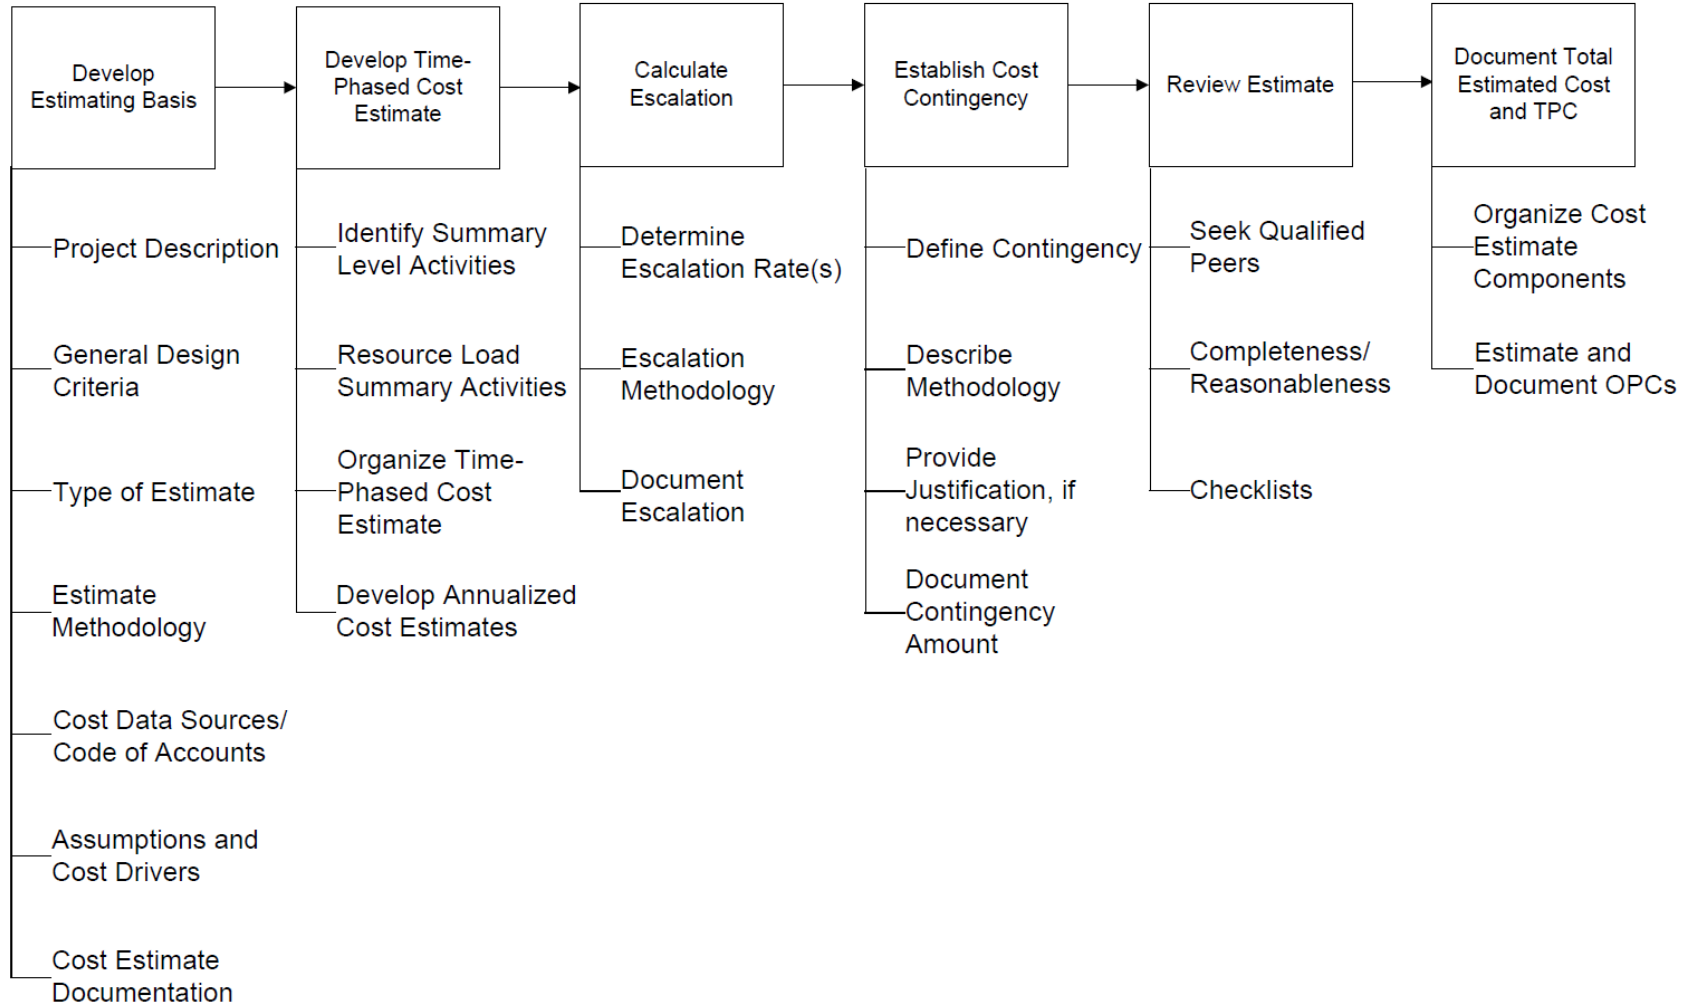 Develop
Estimating Basis
Develop Time-
Phased Cost
Estimate
Calculate
Escalation
Establish Cost
Contingency
Review Estimate
Document Total
Estimated Cost
and TPC
Project Description
General Design
Criteria
Type of Estimate
Estimate
Methodology
Cost Data Sources/
Code of Accounts
Assumptions and
Cost Drivers
Cost Estimate
Documentation
Identify Summary
Level Activities
Resource Load
Summary Activities
Organize Time-
Phased Cost
Estimate
Develop Annualized
Cost Estimates
Determine
Escalation Rate(s)
Escalation
Methodology
Document
Escalation
Define Contingency
Describe
Methodology
Provide
Justification, if
necessary
Document
Contingency
Amount
Seek Qualified
Peers
Completeness/
Reasonableness
Checklists
Organize Cost
Estimate
Components
Estimate and
Document OPCs